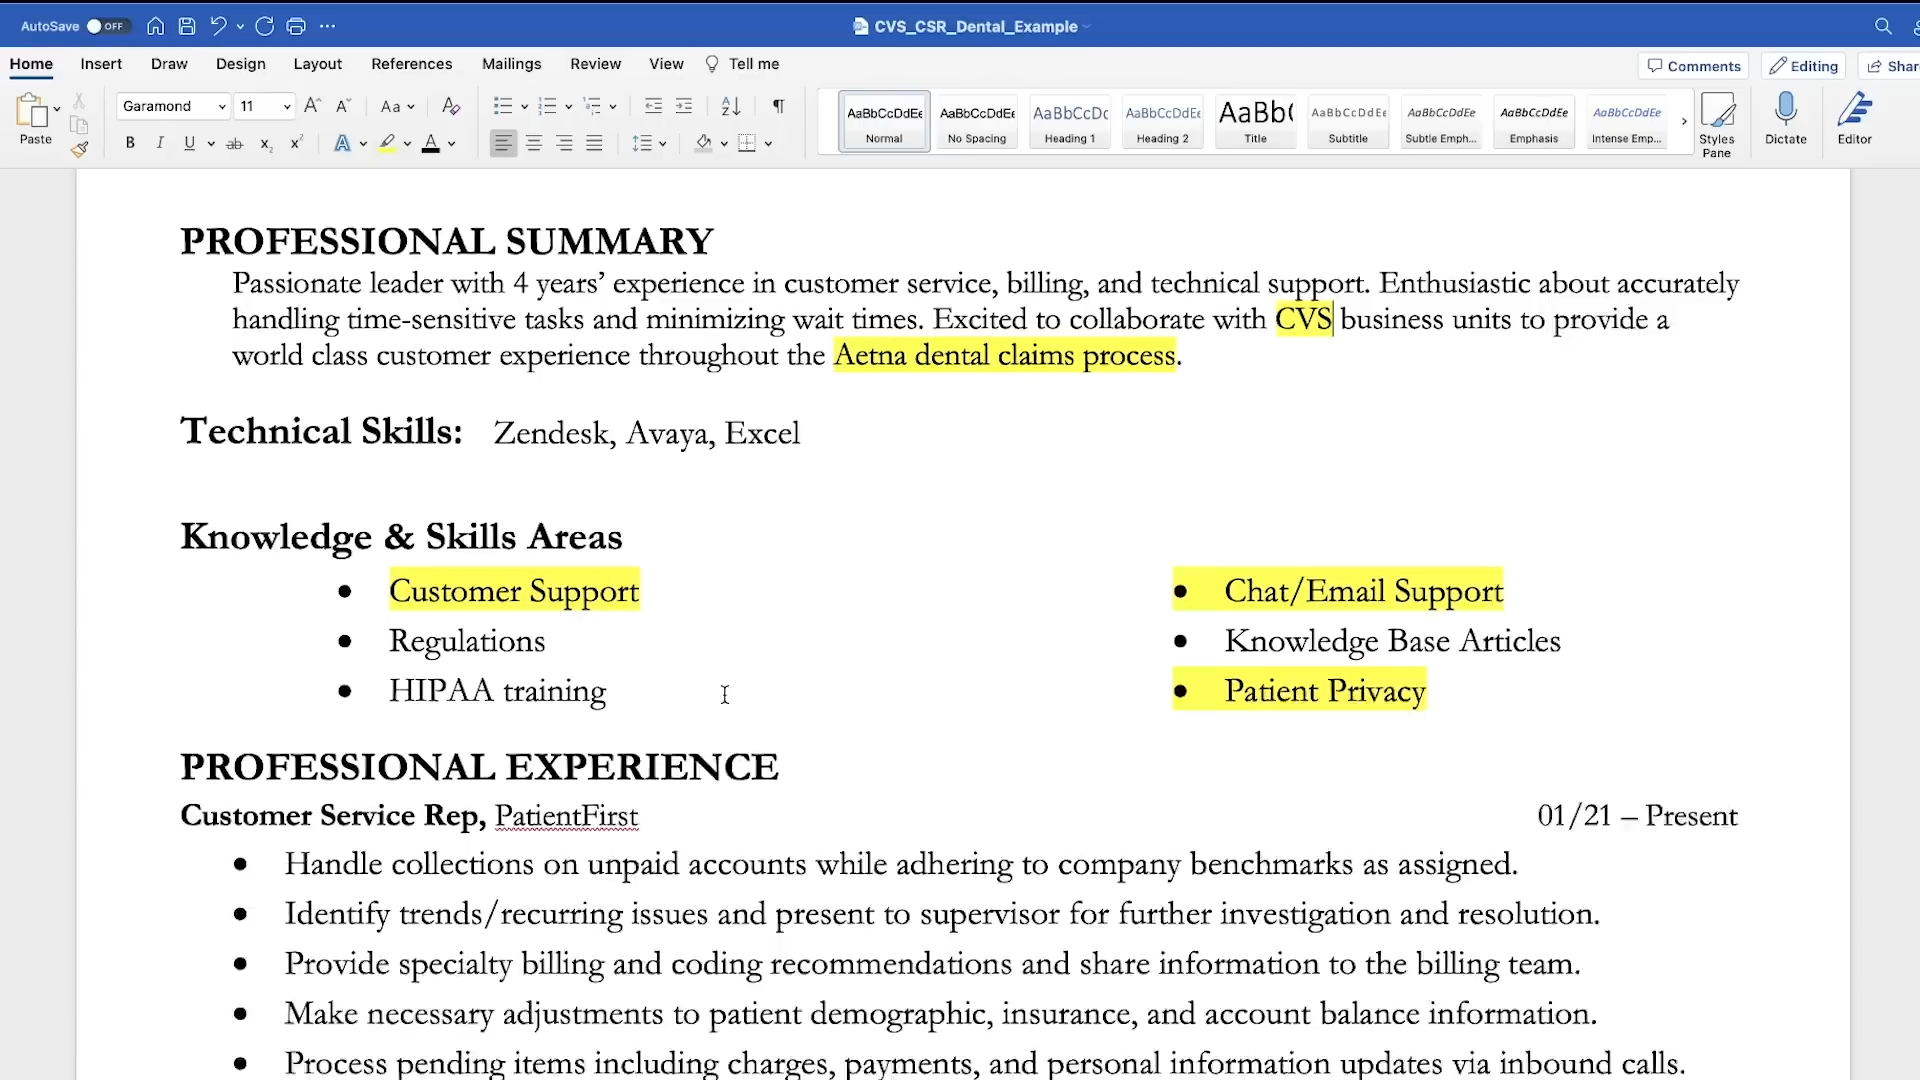 AutoSave OFF
CVS_CSR_Dental_Example
Home Insert Draw Design Layout References Mailings Review View Tell me
Comments Editing Shar
Paste
Garamond 11
Aa
AaBbCcDdEe AaBbCcDdEe AaBbCcDc AaBbCcDdEE AaBb( AaBbCcDdEe AaBbCcDdEe AaBbCcDdEe AaBbCcDdEe
Normal No Spacing Heading 1 Heading 2 Title Subtitle Subtle Emph... Emphasis Intense Emp...
Styles Pane
Dictate
Editor
B I U ab x₂ x² A A
PROFESSIONAL SUMMARY
Passionate leader with 4 years’ experience in customer service, billing, and technical support. Enthusiastic about accurately
handling time-sensitive tasks and minimizing wait times. Excited to collaborate with CVS business units to provide a
world class customer experience throughout the Aetna dental claims process.
Technical Skills: Zendesk, Avaya, Excel
Knowledge & Skills Areas
• Customer Support
• Regulations
• HIPAA training
• Chat/Email Support
• Knowledge Base Articles
• Patient Privacy
PROFESSIONAL EXPERIENCE
Customer Service Rep, PatientFirst 01/21 – Present
• Handle collections on unpaid accounts while adhering to company benchmarks as assigned.
• Identify trends/recurring issues and present to supervisor for further investigation and resolution.
• Provide specialty billing and coding recommendations and share information to the billing team.
• Make necessary adjustments to patient demographic, insurance, and account balance information.
• Process pending items including charges, payments, and personal information updates via inbound calls.